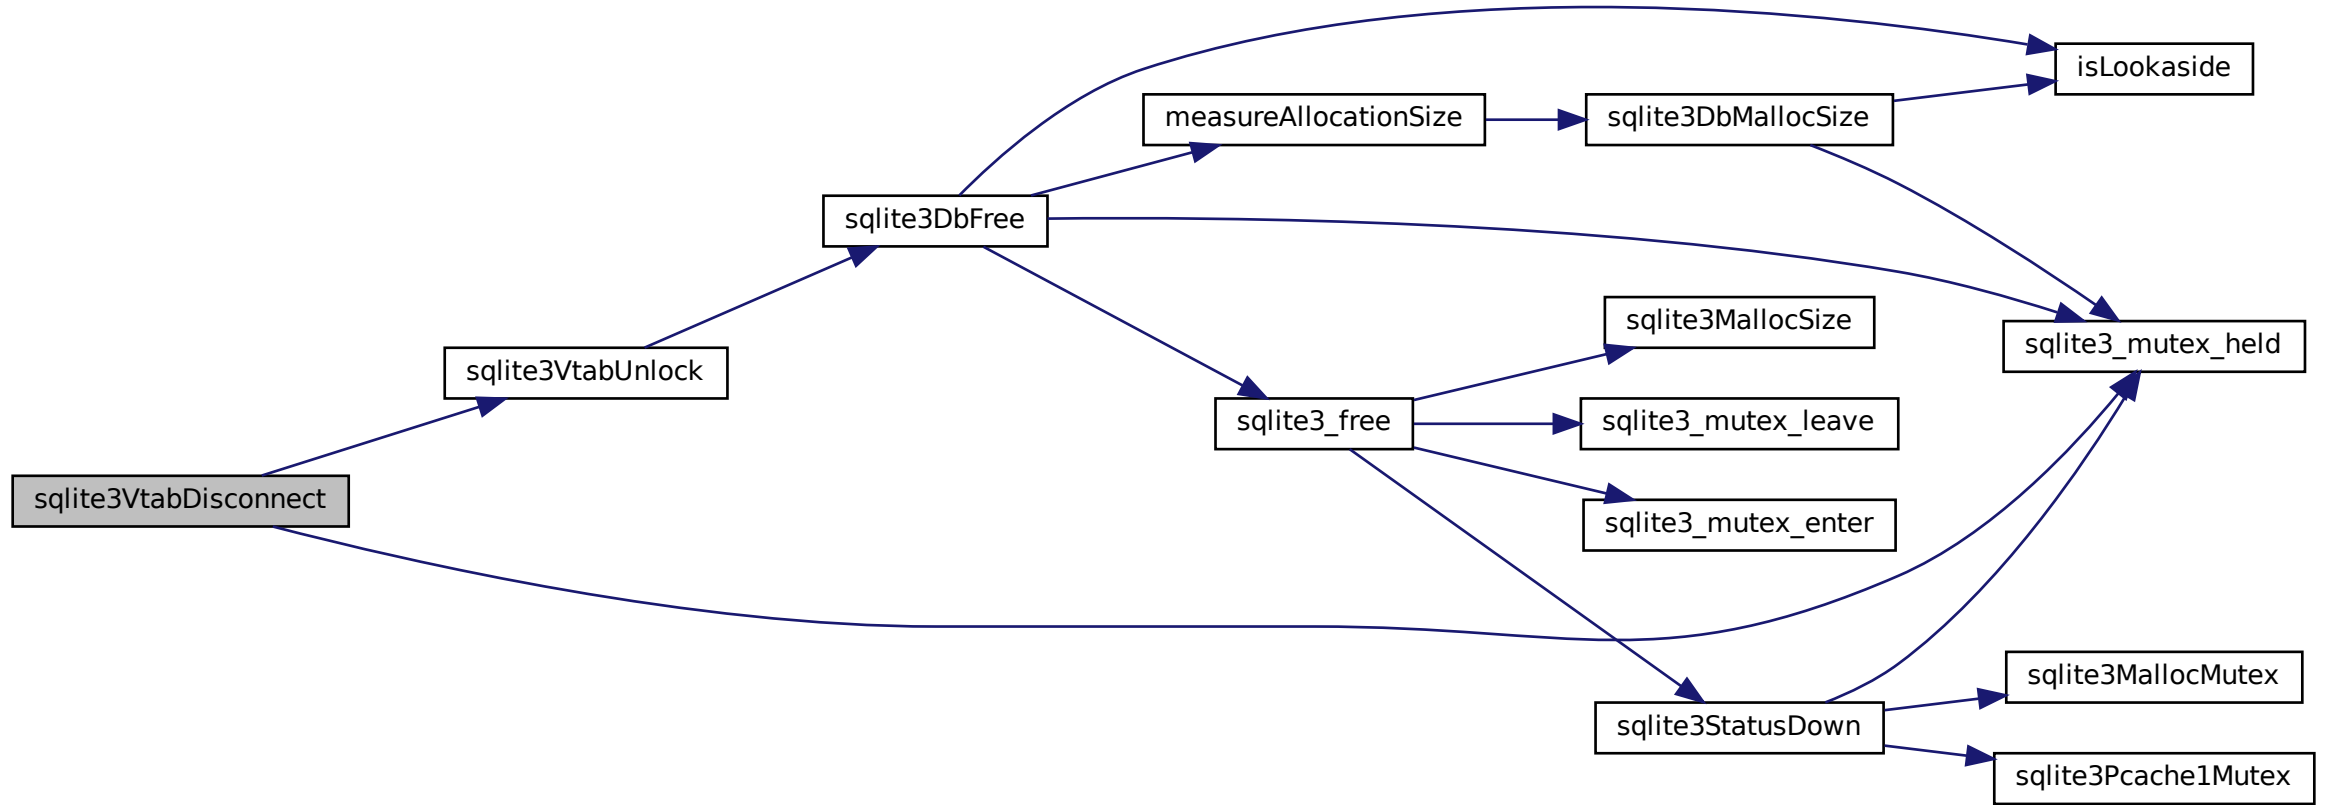 sqlite3VtabDisconnect
sqlite3VtabUnlock
sqlite3DbFree
isLookaside
measureAllocationSize
sqlite3DbMallocSize
sqlite3_mutex_held
sqlite3_free
sqlite3MallocSize
sqlite3_mutex_leave
sqlite3_mutex_enter
sqlite3StatusDown
sqlite3MallocMutex
sqlite3Pcache1Mutex